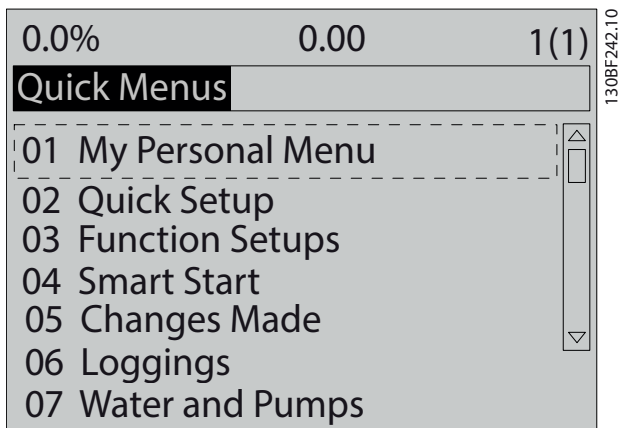 0.0% 0.00 1(1)
Quick Menus
01 My Personal Menu
02 Quick Setup
03 Function Setups
04 Smart Start
05 Changes Made
06 Loggings
07 Water and Pumps
130BF242.10